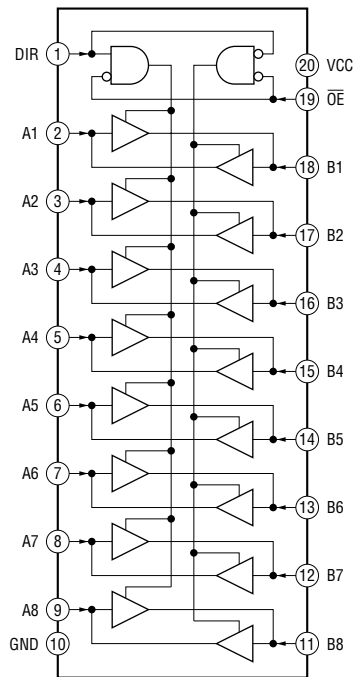 DIR 1
20 VCC
19 O̅E̅
A1 2
18 B1
A2 3
17 B2
A3 4
16 B3
A4 5
15 B4
A5 6
14 B5
A6 7
13 B6
A7 8
12 B7
A8 9
GND 10
11 B8